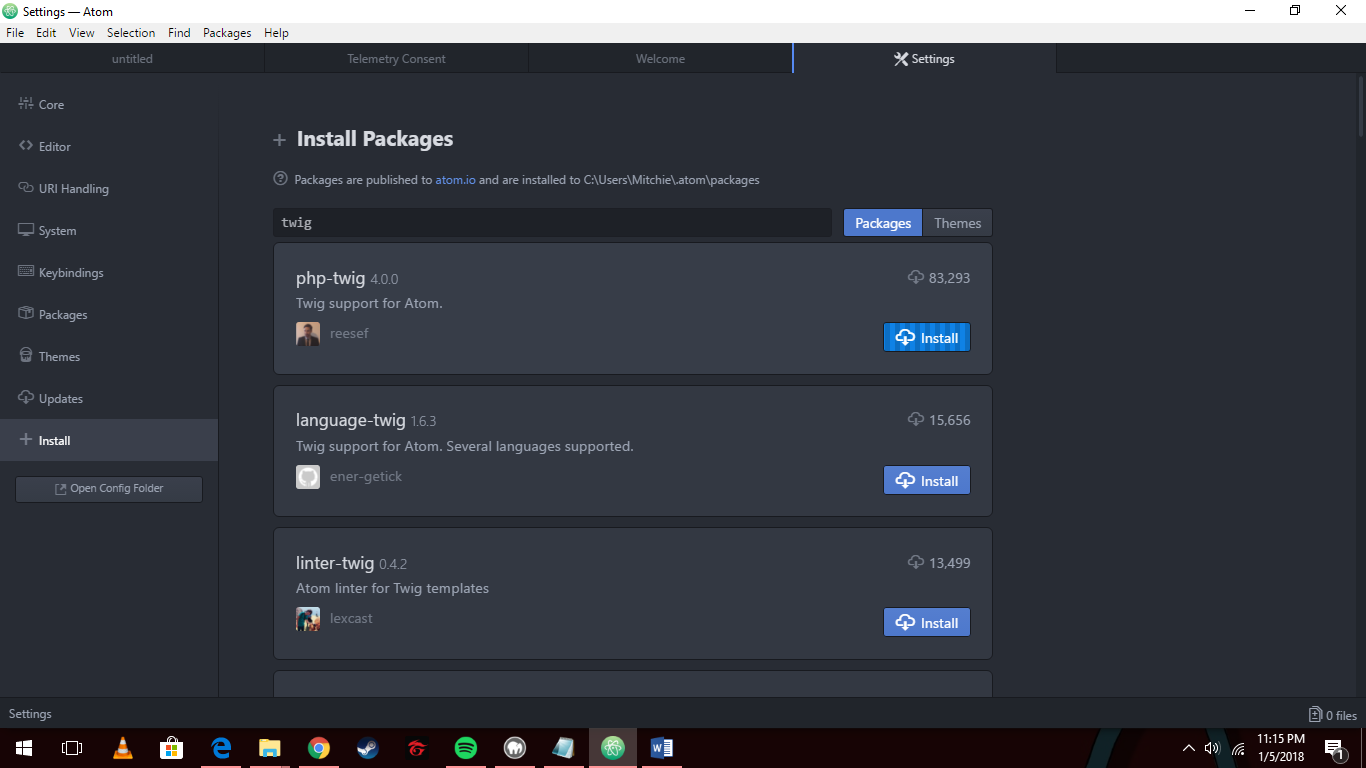 Settings — Atom
File Edit View Selection Find Packages Help
untitled Telemetry Consent Welcome Settings
Core
Editor
URI Handling
System
Keybindings
Packages
Themes
Updates
Install
Open Config Folder
Install Packages
Packages are published to atom.io and are installed to C:\Users\Mitchie\.atom\packages
twig
Packages Themes
php-twig 4.0.0 83,293
Twig support for Atom.
reesef
Install
language-twig 1.6.3 15,656
Twig support for Atom. Several languages supported.
ener-getick
Install
linter-twig 0.4.2 13,499
Atom linter for Twig templates
lexcast
Install
Settings 0 files
11:15 PM
1/5/2018
1